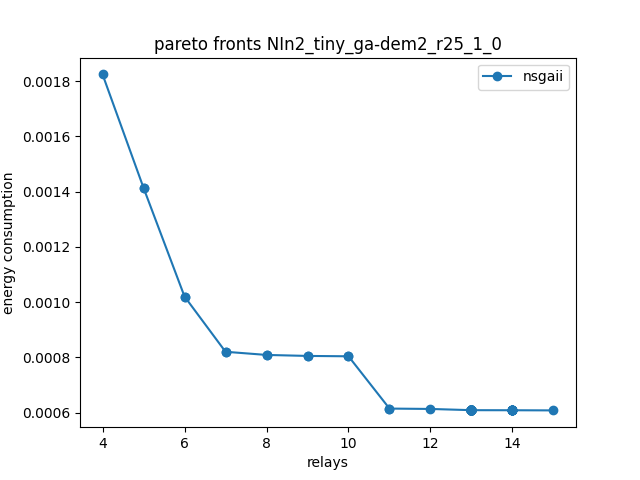 pareto fronts NIn2_tiny_ga-dem2_r25_1_0
nsgaii
energy consumption
0.0018
0.0016
0.0014
0.0012
0.0010
0.0008
0.0006
4 6 8 10 12 14
relays